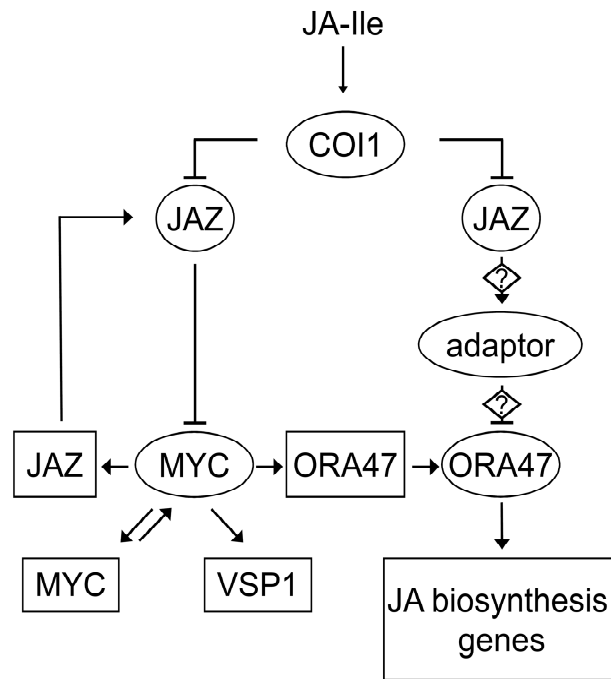 JA-Ile
COI1
JAZ JAZ
?
adaptor
?
JAZ MYC ORA47 ORA47
MYC VSP1
JA biosynthesis
genes